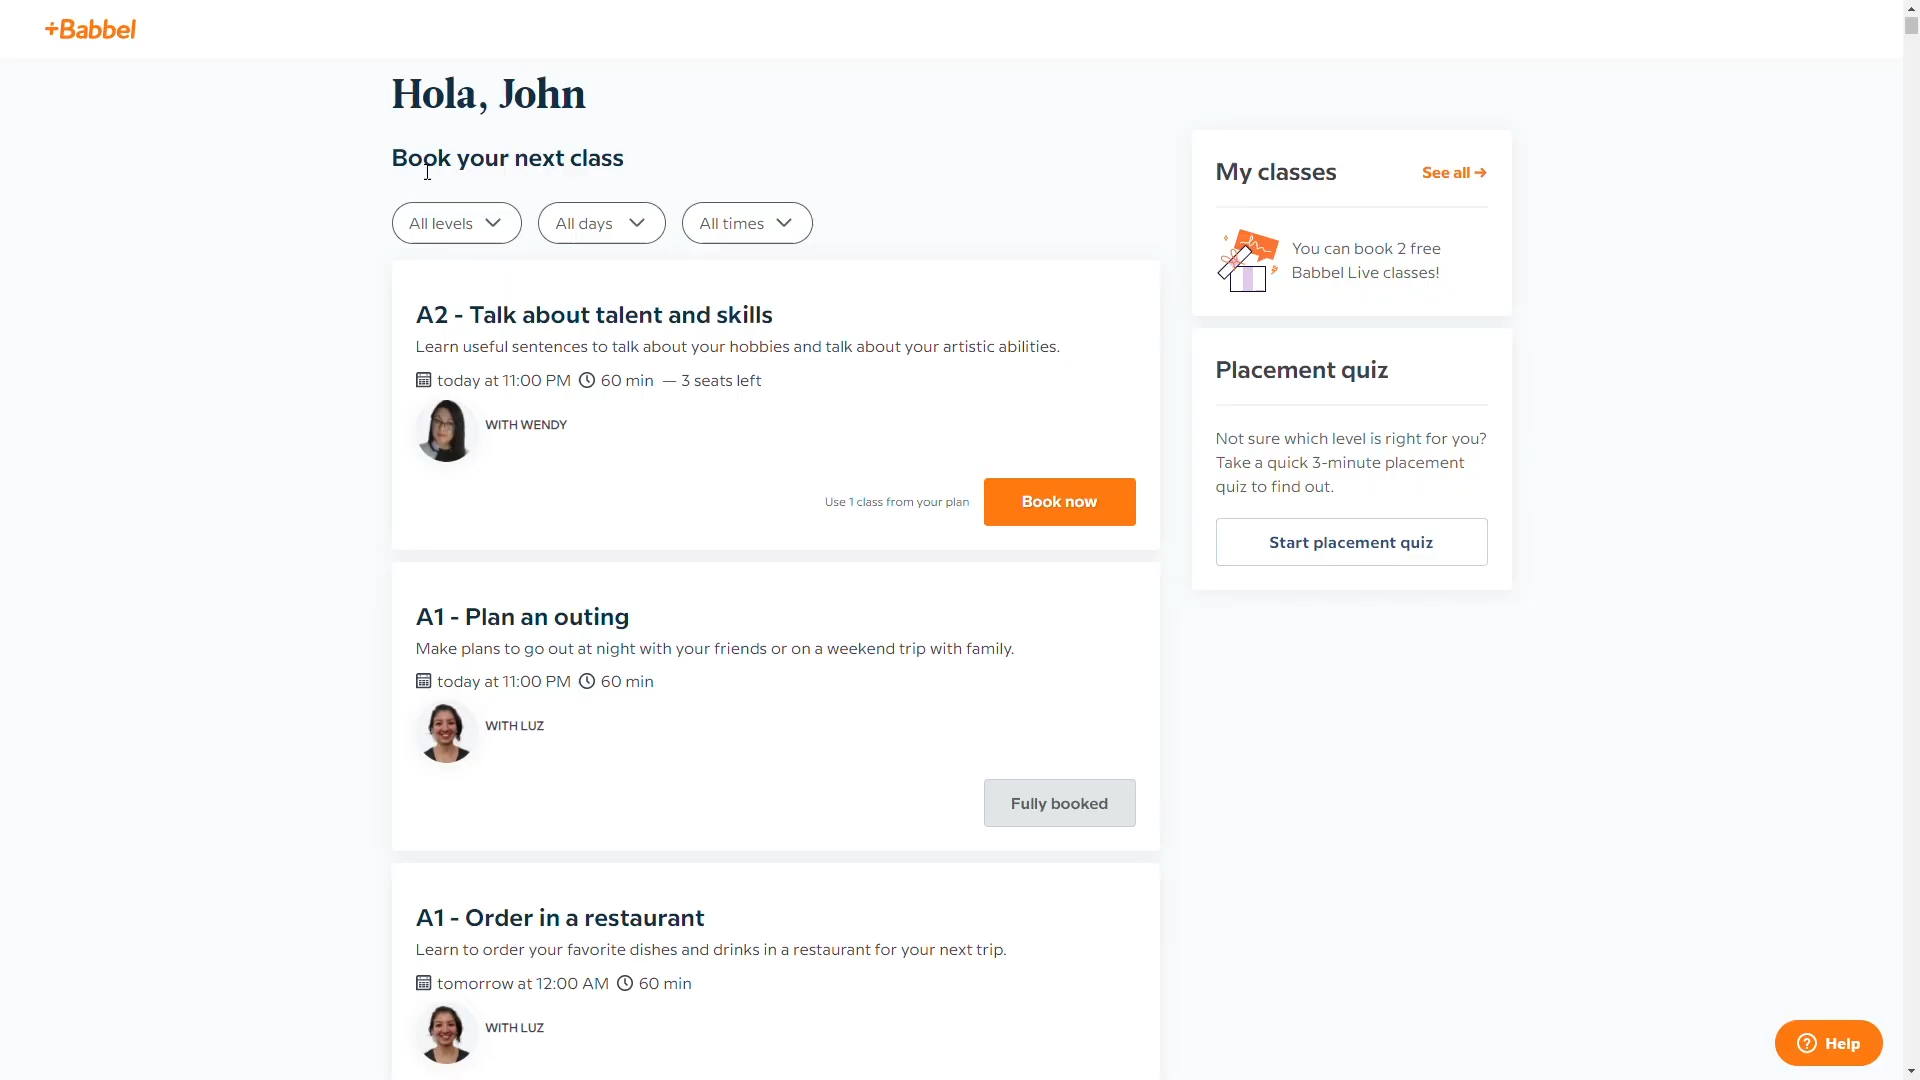 +Babbel
Hola, John
Book your next class
All levels
All days
All times
A2 - Talk about talent and skills
Learn useful sentences to talk about your hobbies and talk about your artistic abilities.
today at 11:00 PM 60 min — 3 seats left
WITH WENDY
Use 1 class from your plan
Book now
A1 - Plan an outing
Make plans to go out at night with your friends or on a weekend trip with family.
today at 11:00 PM 60 min
WITH LUZ
Fully booked
A1 - Order in a restaurant
Learn to order your favorite dishes and drinks in a restaurant for your next trip.
tomorrow at 12:00 AM 60 min
WITH LUZ
My classes
See all →
You can book 2 free
Babbel Live classes!
Placement quiz
Not sure which level is right for you?
Take a quick 3-minute placement
quiz to find out.
Start placement quiz
? Help